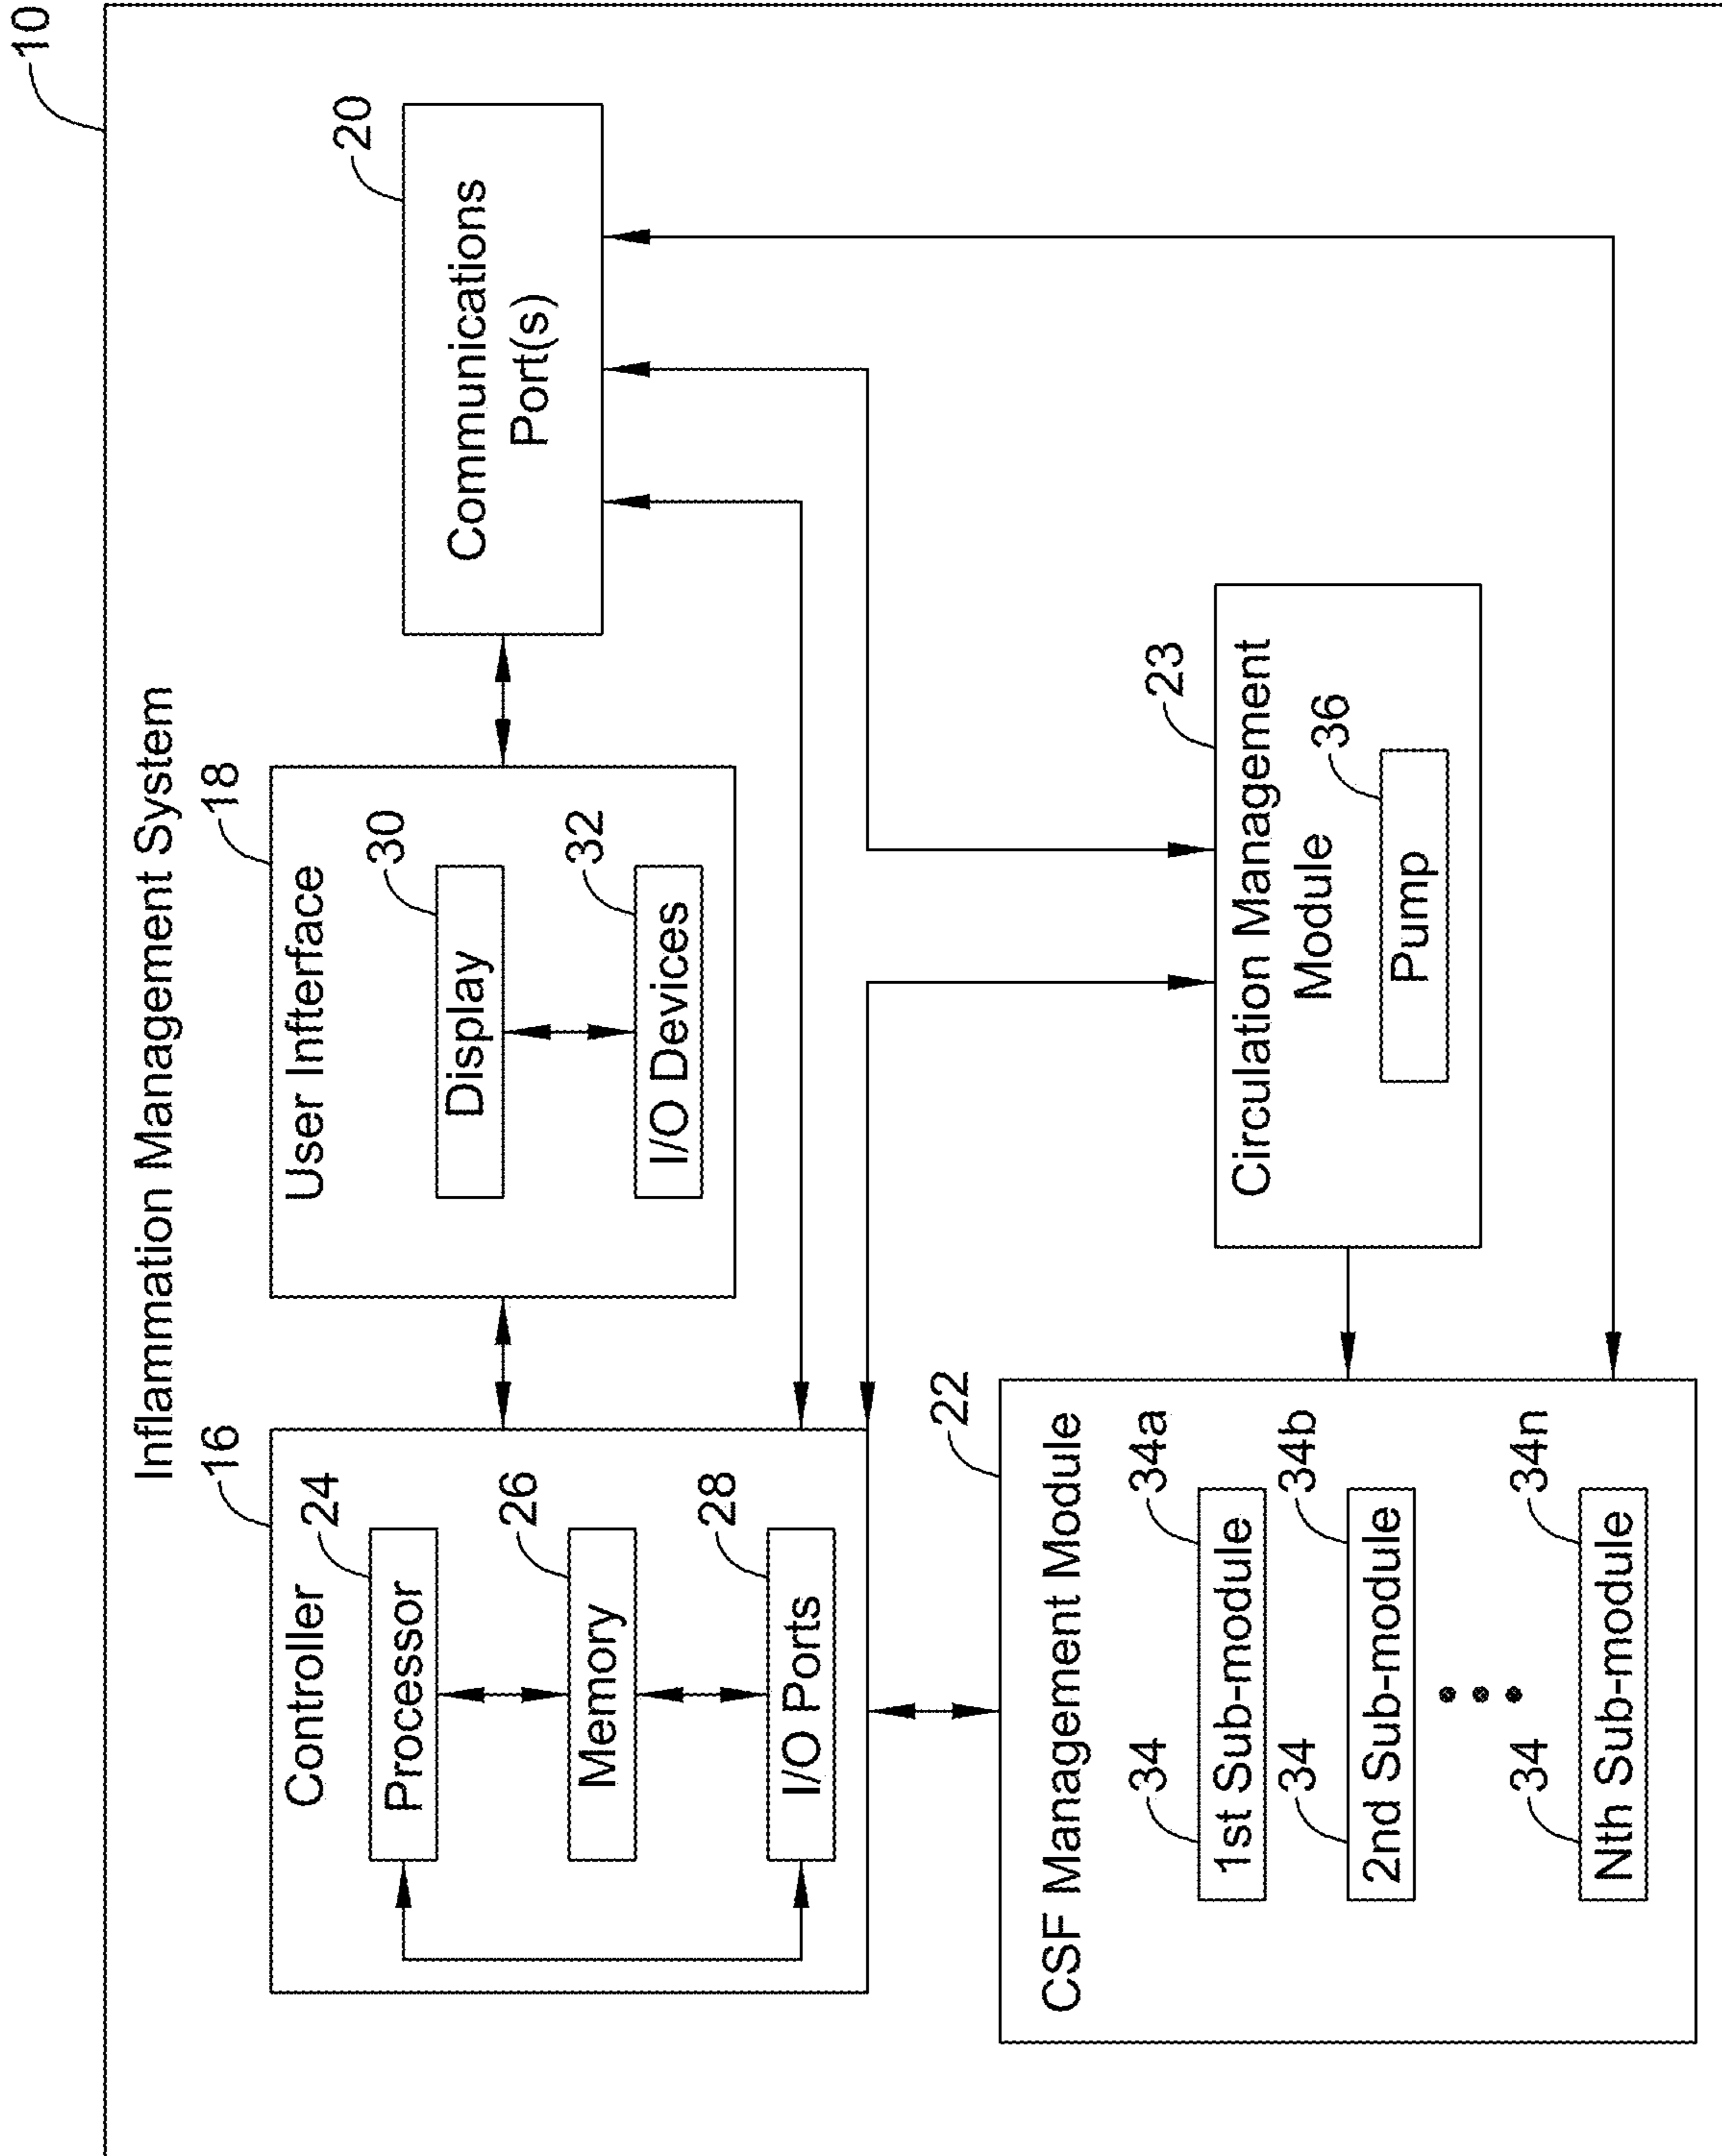 10
Inflammation Management System
16
Controller
24
Processor
26
Memory
28
I/O Ports
18
User Infterface
30
Display
32
I/O Devices
20
Communications
Port(s)
22
CSF Management Module
34
34a
1st Sub-module
34
34b
2nd Sub-module
34
34n
Nth Sub-module
23
Circulation Management
Module
36
Pump